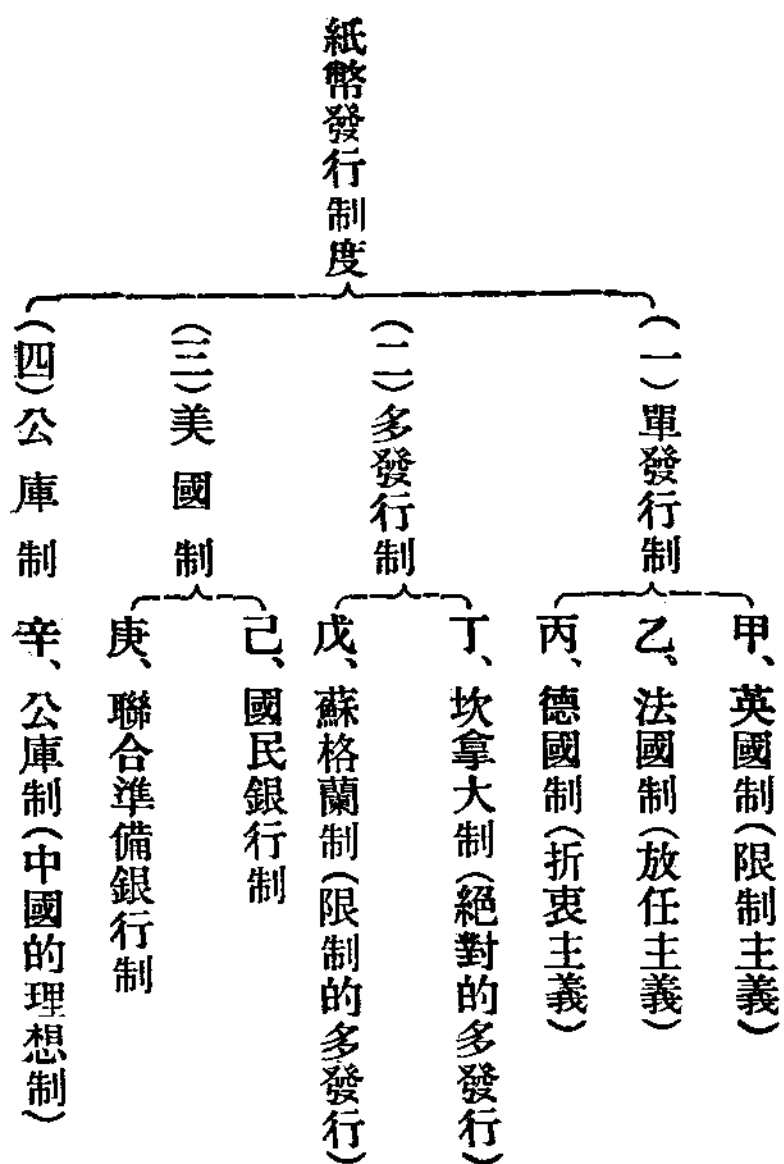 紙幣發行制度
(一)單發行制
甲、英國制(限制主義)
乙、法國制(放任主義)
丙、德國制(折衷主義)
(二)多發行制
丁、坎拿大制(絕對的多發行)
戊、蘇格蘭制(限制的多發行)
(三)美國制
己、國民銀行制
庚、聯合準備銀行制
(四)公庫制
辛、公庫制(中國的理想制)